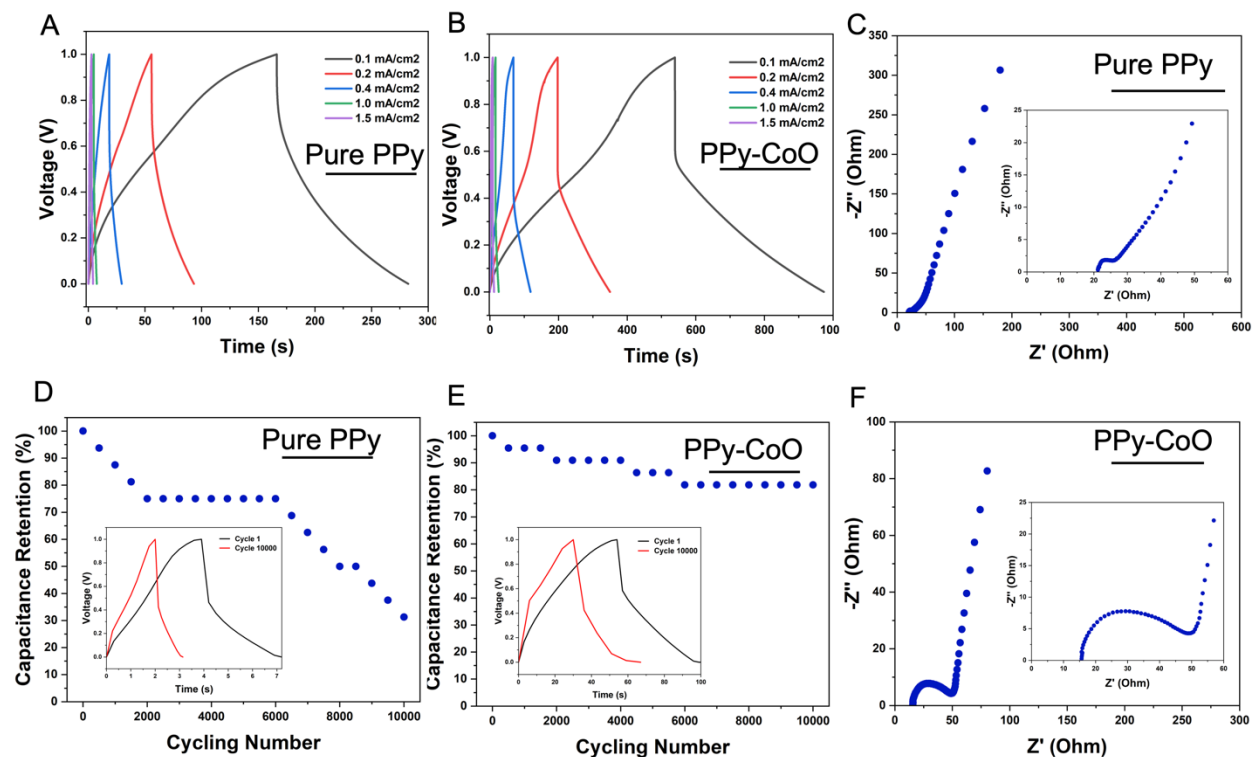 A
Voltage (V)
1.0
0.8
0.6
0.4
0.2
0.0
0.1 mA/cm2
0.2 mA/cm2
0.4 mA/cm2
1.0 mA/cm2
1.5 mA/cm2
Pure PPy
0 50 100 150 200 250 300
Time (s)
B
Voltage (V)
1.0
0.8
0.6
0.4
0.2
0.0
0.1 mA/cm2
0.2 mA/cm2
0.4 mA/cm2
1.0 mA/cm2
1.5 mA/cm2
PPy-CoO
0 200 400 600 800 100
Time (s)
C
-Z'' (Ohm)
350
300
250
200
150
100
50
0
Pure PPy
-Z'' (Ohm)
25
20
15
10
5
0
0 10 20 30 40 50 60
Z' (Ohm)
0 100 200 300 400 500 600
Z' (Ohm)
D
Capacitance Retention (%)
100
90
80
70
60
50
40
30
20
10
0
Pure PPy
Voltage (V)
1.0
0.8
0.6
0.4
0.2
0.0
Cycle 1
Cycle 10000
0 1 2 3 4 5 6 7
Time (s)
0 2000 4000 6000 8000 10000
Cycling Number
E
Capacitance Retention (%)
100
90
80
70
60
50
40
30
20
10
0
PPy-CoO
Voltage (V)
1.0
0.8
0.6
0.4
0.2
0.0
Cycle 1
Cycle 10000
0 20 40 60 80 100
Time (s)
0 2000 4000 6000 8000 10000
Cycling Number
F
-Z'' (Ohm)
100
80
60
40
20
0
PPy-CoO
-Z'' (Ohm)
25
20
15
10
5
0
0 10 20 30 40 50 60
Z' (Ohm)
0 50 100 150 200 250 300
Z' (Ohm)